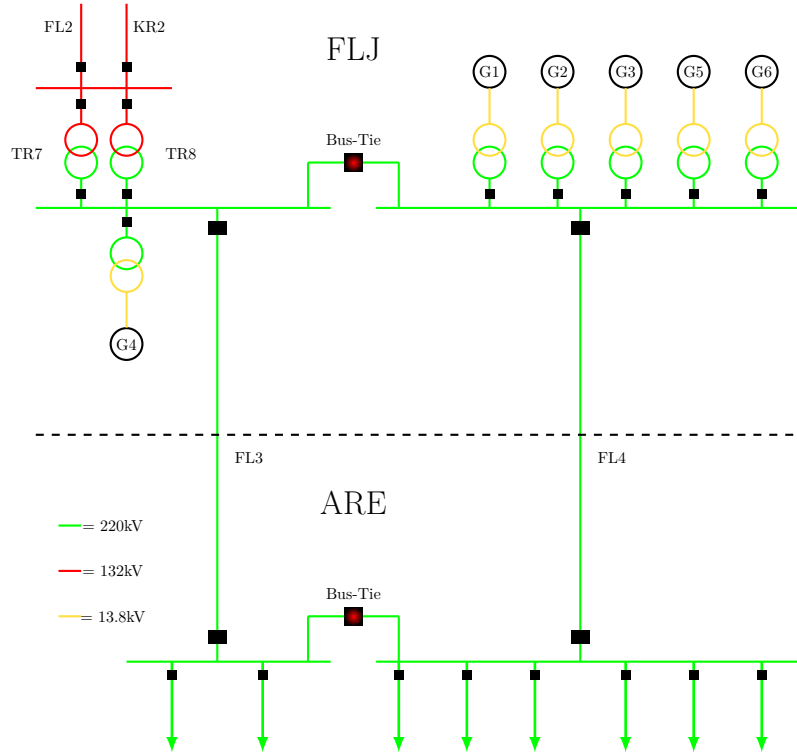 FL2
KR2
FLJ
G1
G2
G3
G5
G6
TR7
TR8
Bus-Tie
G4
FL3
FL4
ARE
= 220kV
= 132kV
= 13.8kV
Bus-Tie